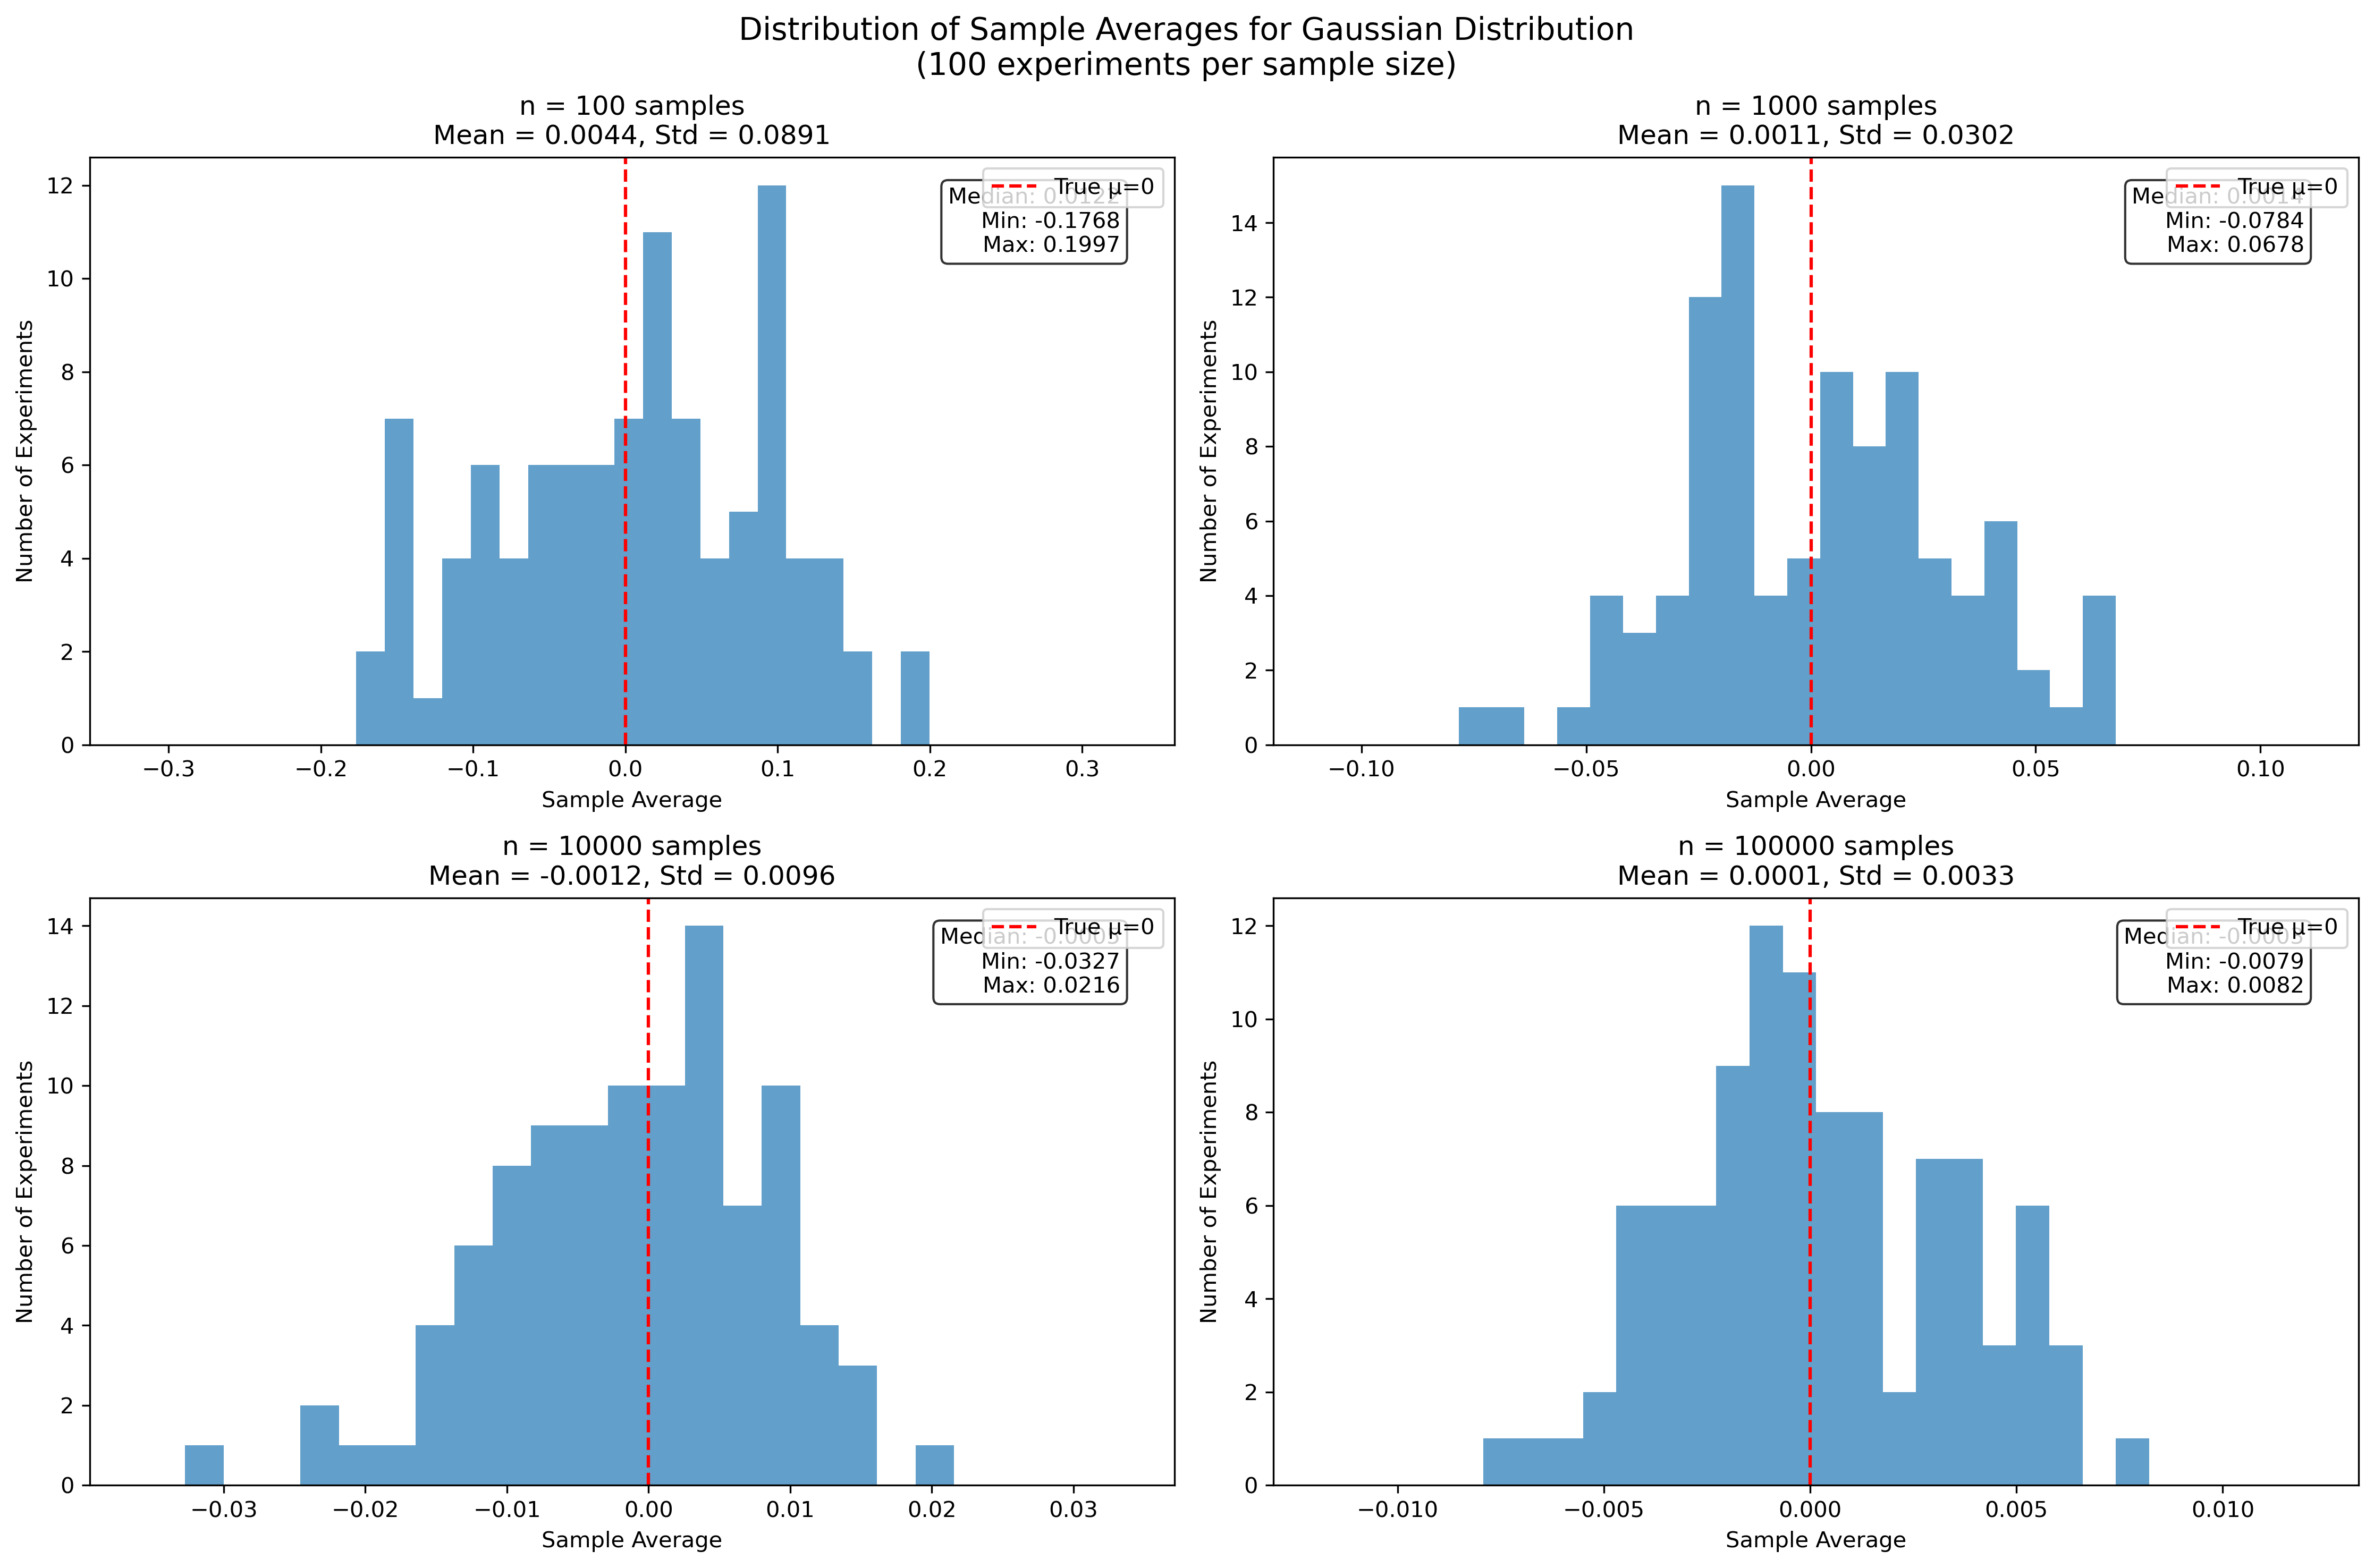 Distribution of Sample Averages for Gaussian Distribution
(100 experiments per sample size)
n = 100 samples
Mean = 0.0044, Std = 0.0891
Number of Experiments
12
10
8
6
4
2
0
True μ=0
Median: 0.0122
Min: -0.1768
Max: 0.1997
−0.3
−0.2
−0.1
0.0
0.1
0.2
0.3
Sample Average
n = 1000 samples
Mean = 0.0011, Std = 0.0302
Number of Experiments
14
12
10
8
6
4
2
0
True μ=0
Median: 0.0014
Min: -0.0784
Max: 0.0678
−0.10
−0.05
0.00
0.05
0.10
Sample Average
n = 10000 samples
Mean = -0.0012, Std = 0.0096
Number of Experiments
14
12
10
8
6
4
2
0
True μ=0
Median:
Min: -0.0327
Max: 0.0216
−0.03
−0.02
−0.01
0.00
0.01
0.02
0.03
Sample Average
n = 100000 samples
Mean = 0.0001, Std = 0.0033
Number of Experiments
12
10
8
6
4
2
0
True μ=0
Median:
Min: -0.0079
Max: 0.0082
−0.010
−0.005
0.000
0.005
0.010
Sample Average